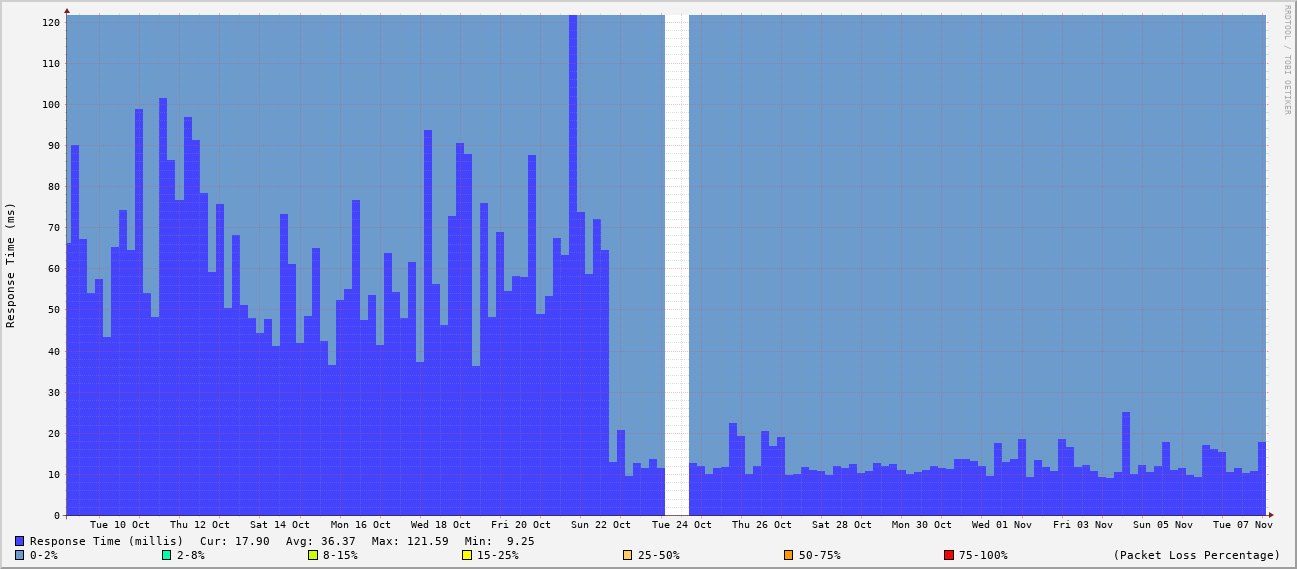 RRDTOOL / TOBI OETIKER
Response Time (ms)
120
110
100
90
80
70
60
50
40
30
20
10
0
Tue 10 Oct Thu 12 Oct Sat 14 Oct Mon 16 Oct Wed 18 Oct Fri 20 Oct Sun 22 Oct Tue 24 Oct Thu 26 Oct Sat 28 Oct Mon 30 Oct Wed 01 Nov Fri 03 Nov Sun 05 Nov Tue 07 Nov
Response Time (millis) Cur: 17.90 Avg: 36.37 Max: 121.59 Min: 9.25
0-2% 2-8% 8-15% 15-25% 25-50% 50-75% 75-100% (Packet Loss Percentage)